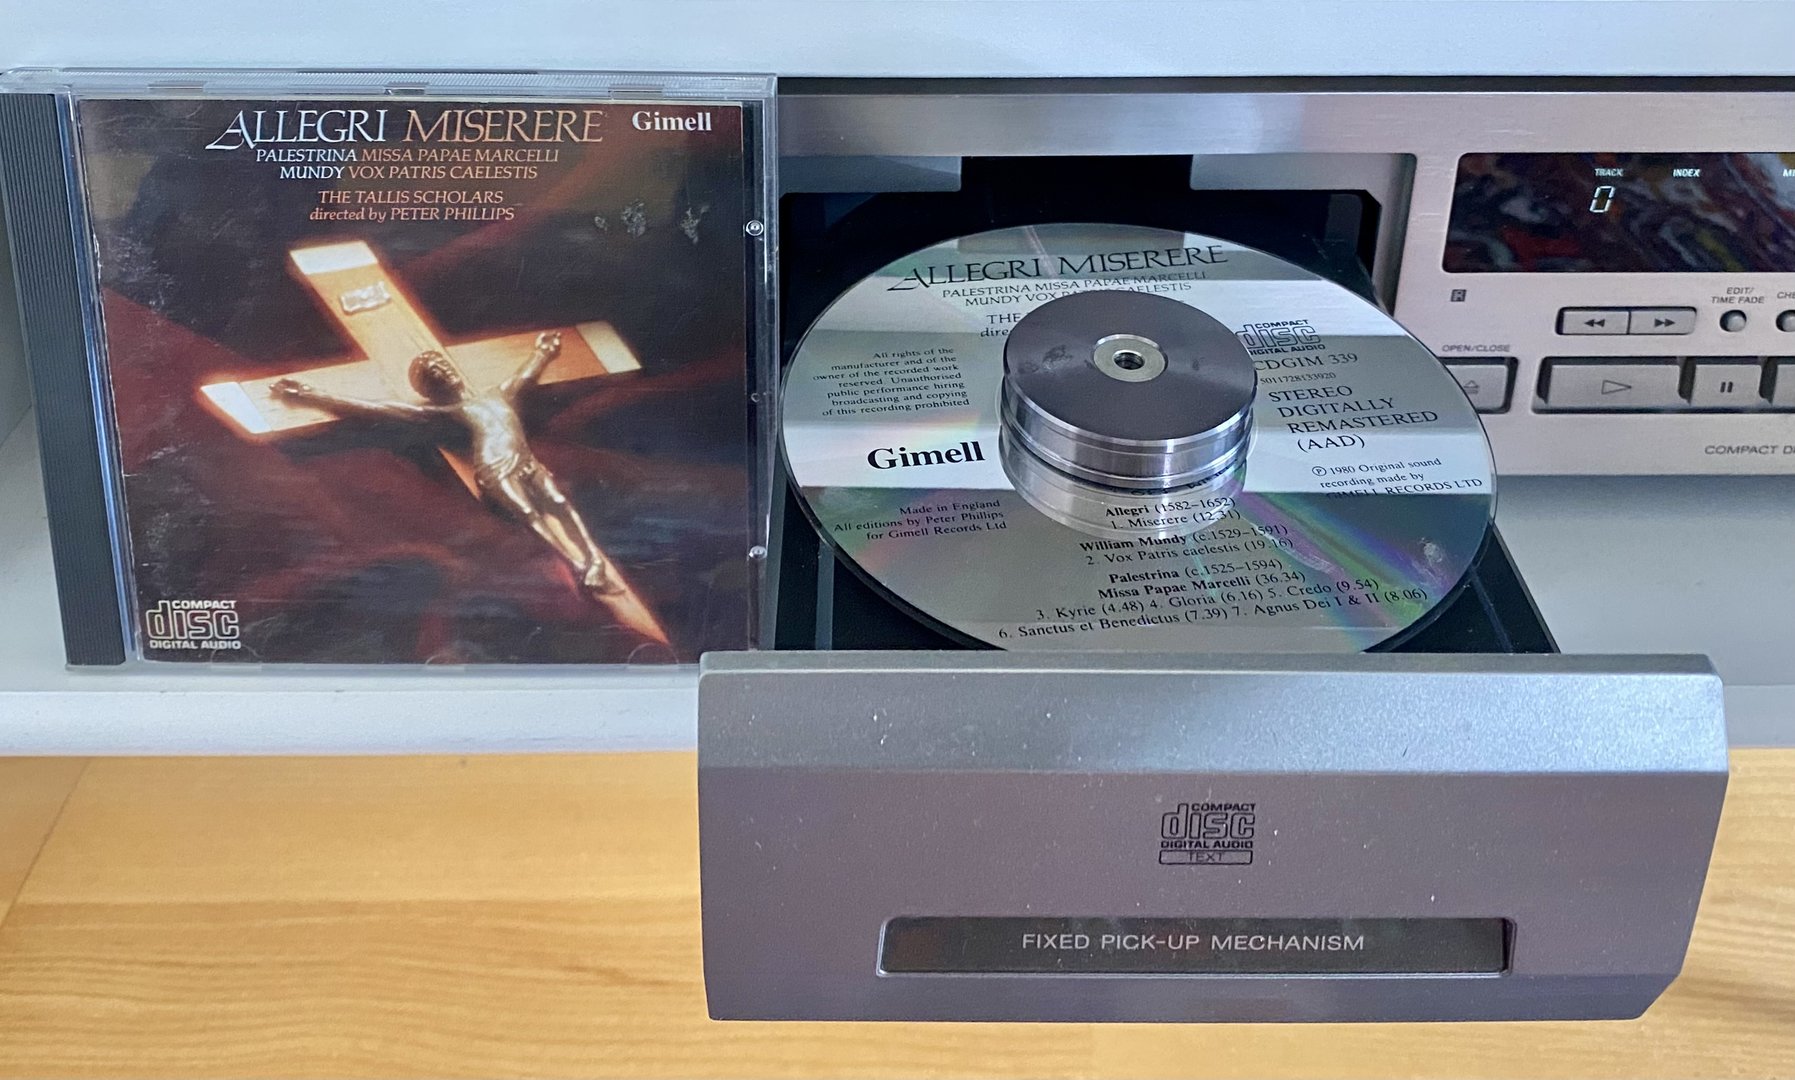 ALLEGRI MISERERE
Gimell
PALESTRINA MISSA PAPAE MARCELLI
MUNDY VOX PATRIS CAELESTIS
THE TALLIS SCHOLARS
directed by PETER PHILLIPS
COMPACT
disc
DIGITAL AUDIO
ALLEGRI MISERERE
PALESTRINA MISSA PAPAE MARCELLI
MUNDY VOX PATRIS CAELESTIS
THE
All rights of the
manufacturer and of the
owner of the recorded work
reserved. Unauthorised
public performance hiring
broadcasting and copying
of this recording prohibited
COMPACT
disc
DIGITAL AUDIO
CDGIM 339
5011728133920
STEREO
DIGITALLY
REMASTERED
(AAD)
Gimell
℗ 1980 Original sound
recording made by
GIMELL RECORDS LTD
Made in England
All editions by Peter Phillips
for Gimell Records Ltd
Allegri (1582–1652)
1. Miserere (12.31)
William Mundy (c.1529–1591)
2. Vox Patris caelestis (19.16)
Palestrina (c.1525–1594)
Missa Papae Marcelli (36.34)
3. Kyrie (4.48) 4. Gloria (6.16) 5. Credo (9.54)
6. Sanctus et Benedictus (7.39) 7. Agnus Dei I & II (8.06)
TRACK INDEX
0
EDIT/
TIME FADE
OPEN/CLOSE
COMPACT
COMPACT
disc
DIGITAL AUDIO
TEXT
FIXED PICK-UP MECHANISM